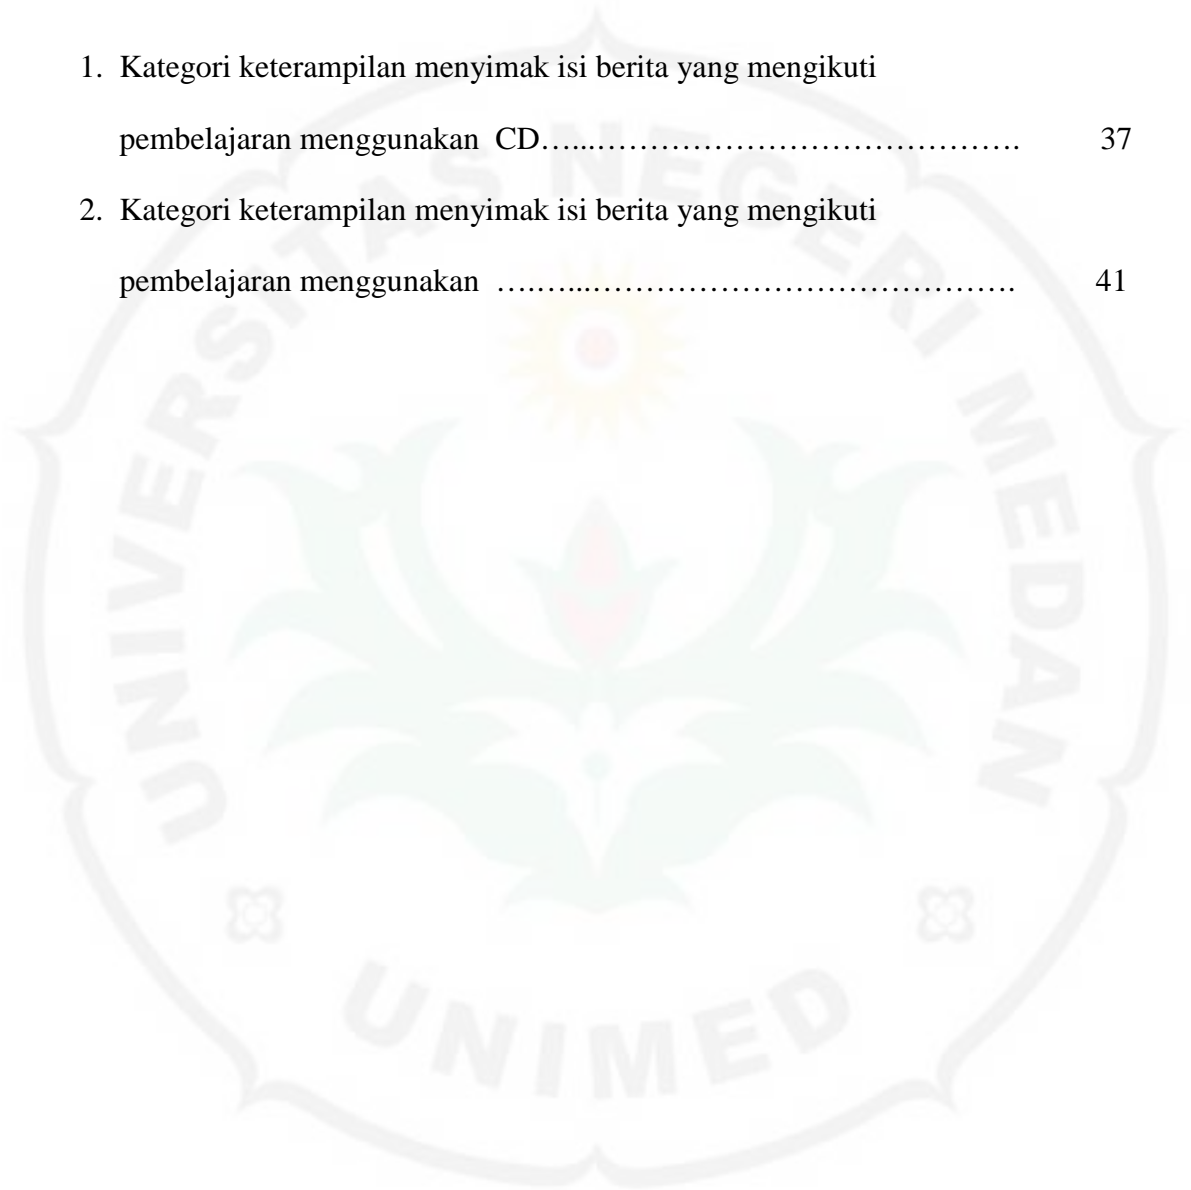 1. Kategori keterampilan menyimak isi berita yang mengikuti
pembelajaran menggunakan  CD…...…………………………………. 37
2. Kategori keterampilan menyimak isi berita yang mengikuti
pembelajaran menggunakan  ….…...…………………………………. 41
UNIVERSITAS NEGERI MEDAN
UNIMED